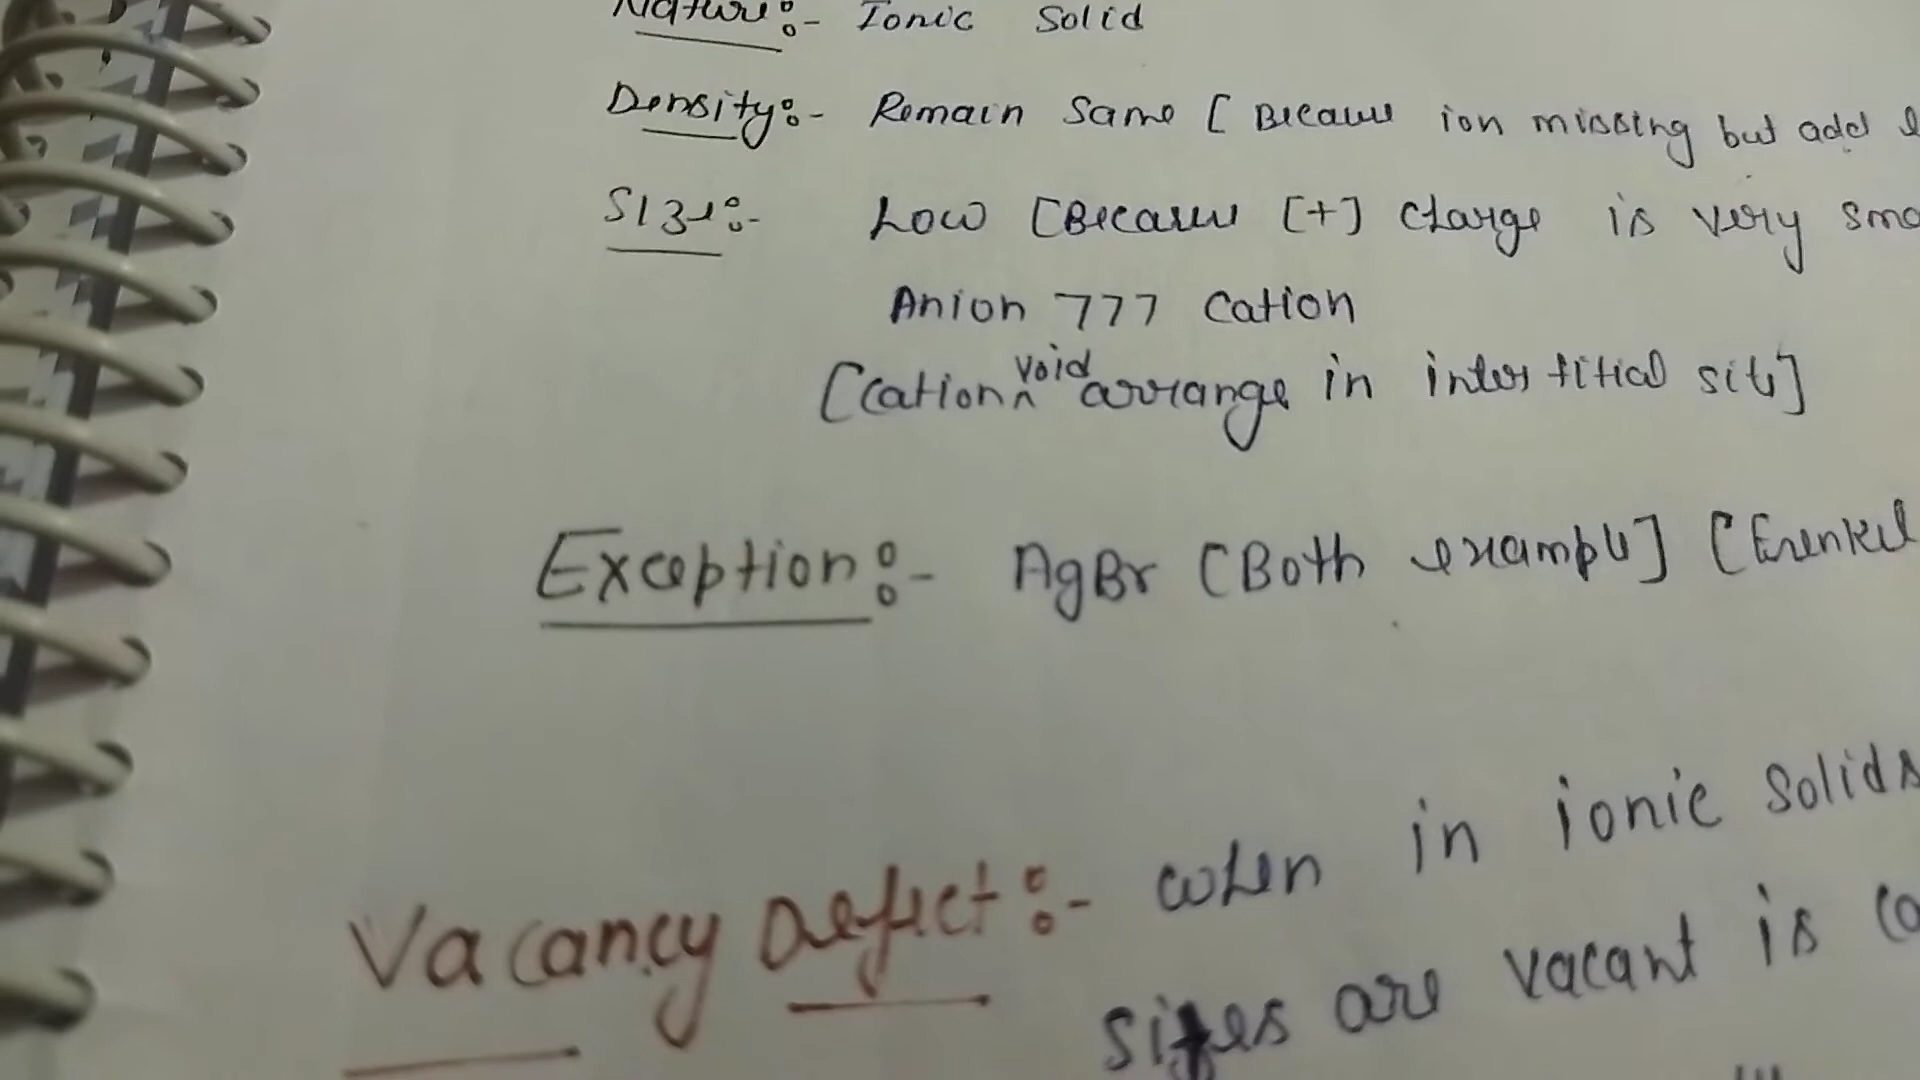 Nature:- Ionic Solid
Density:- Remain Same [Because ion missing but add
Size:- Low [Because [+] charge is very sma
Anion 777 Cation
[Cation ^ void arrange in interstitial site]
Exception:- AgBr [Both example] [Frenkel
Vacancy Defect:- when in ionic solids
sites are vacant is co